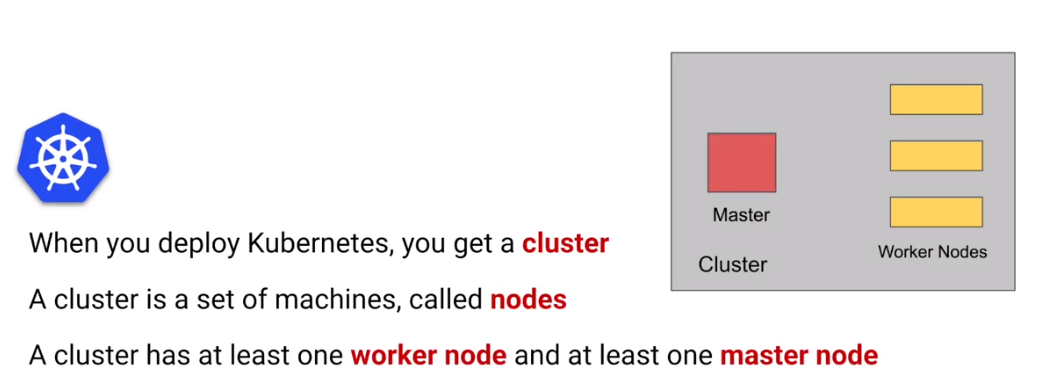 When you deploy Kubernetes, you get a cluster
A cluster is a set of machines, called nodes
A cluster has at least one worker node and at least one master node
Master
Cluster
Worker Nodes